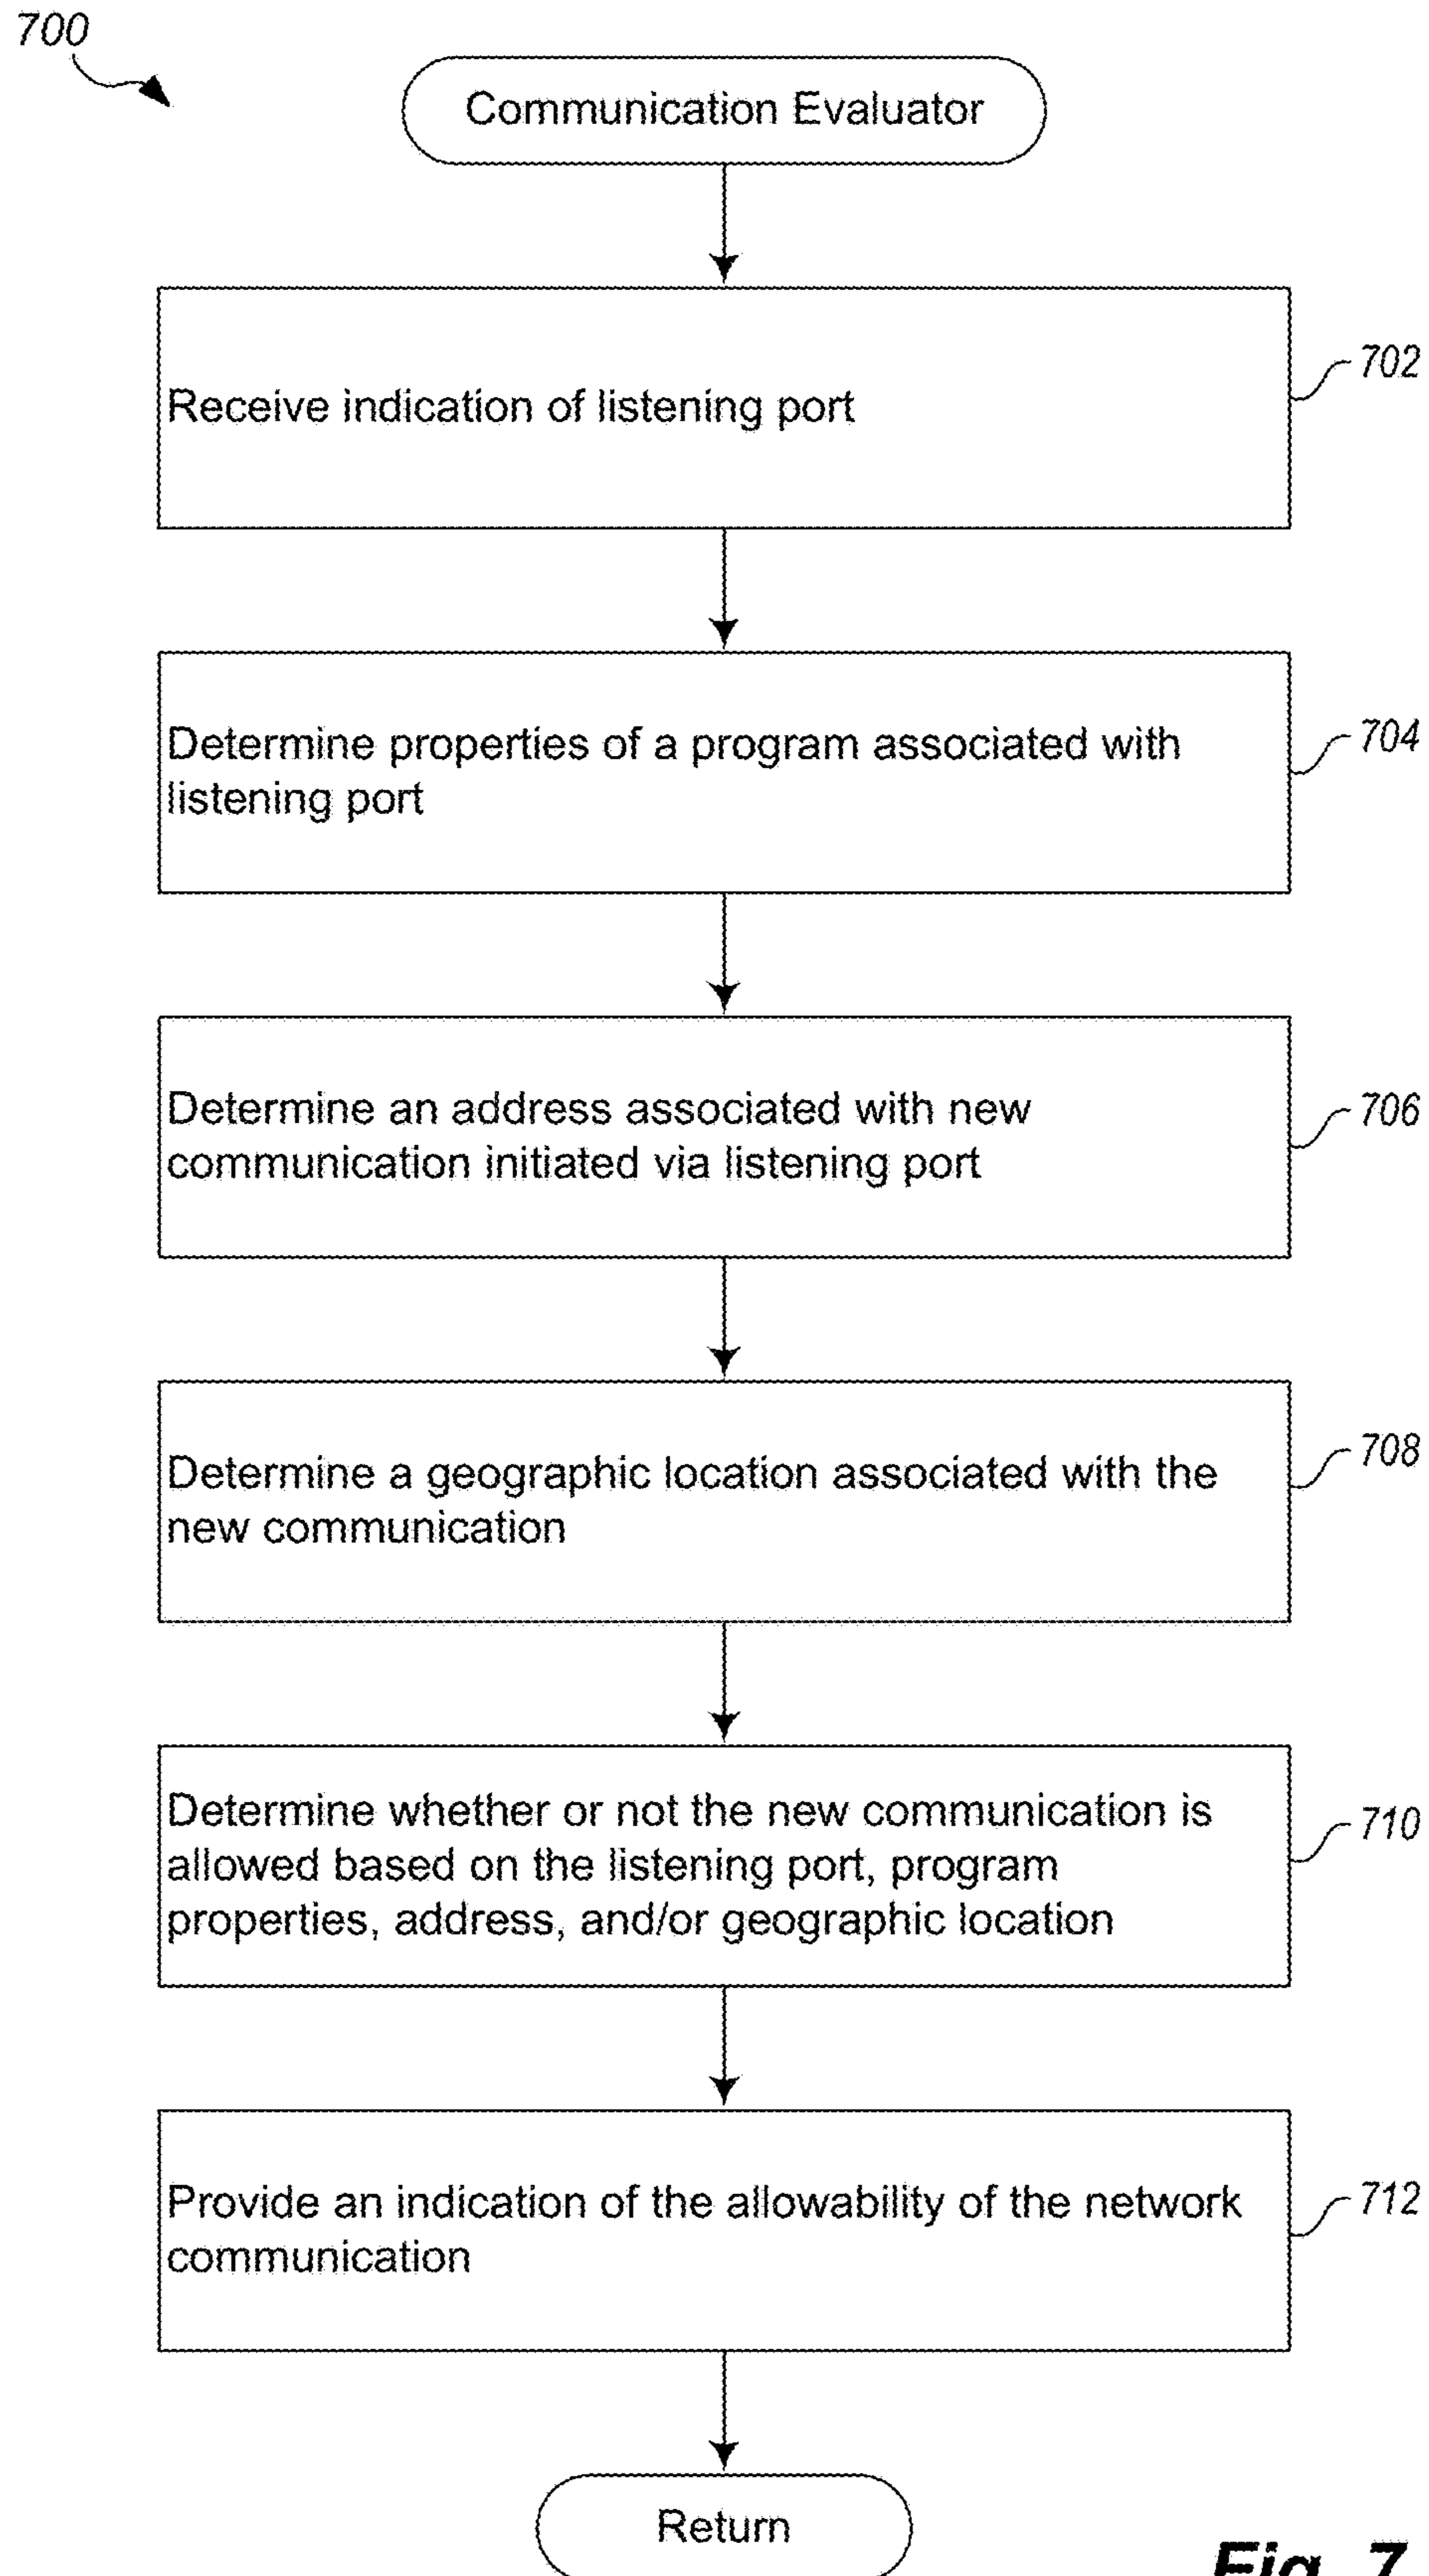 700
Communication Evaluator
Receive indication of listening port
702
Determine properties of a program associated with
listening port
704
Determine an address associated with new
communication initiated via listening port
706
Determine a geographic location associated with the
new communication
708
Determine whether or not the new communication is
allowed based on the listening port, program
properties, address, and/or geographic location
710
Provide an indication of the allowability of the network
communication
712
Return
Fig. 7